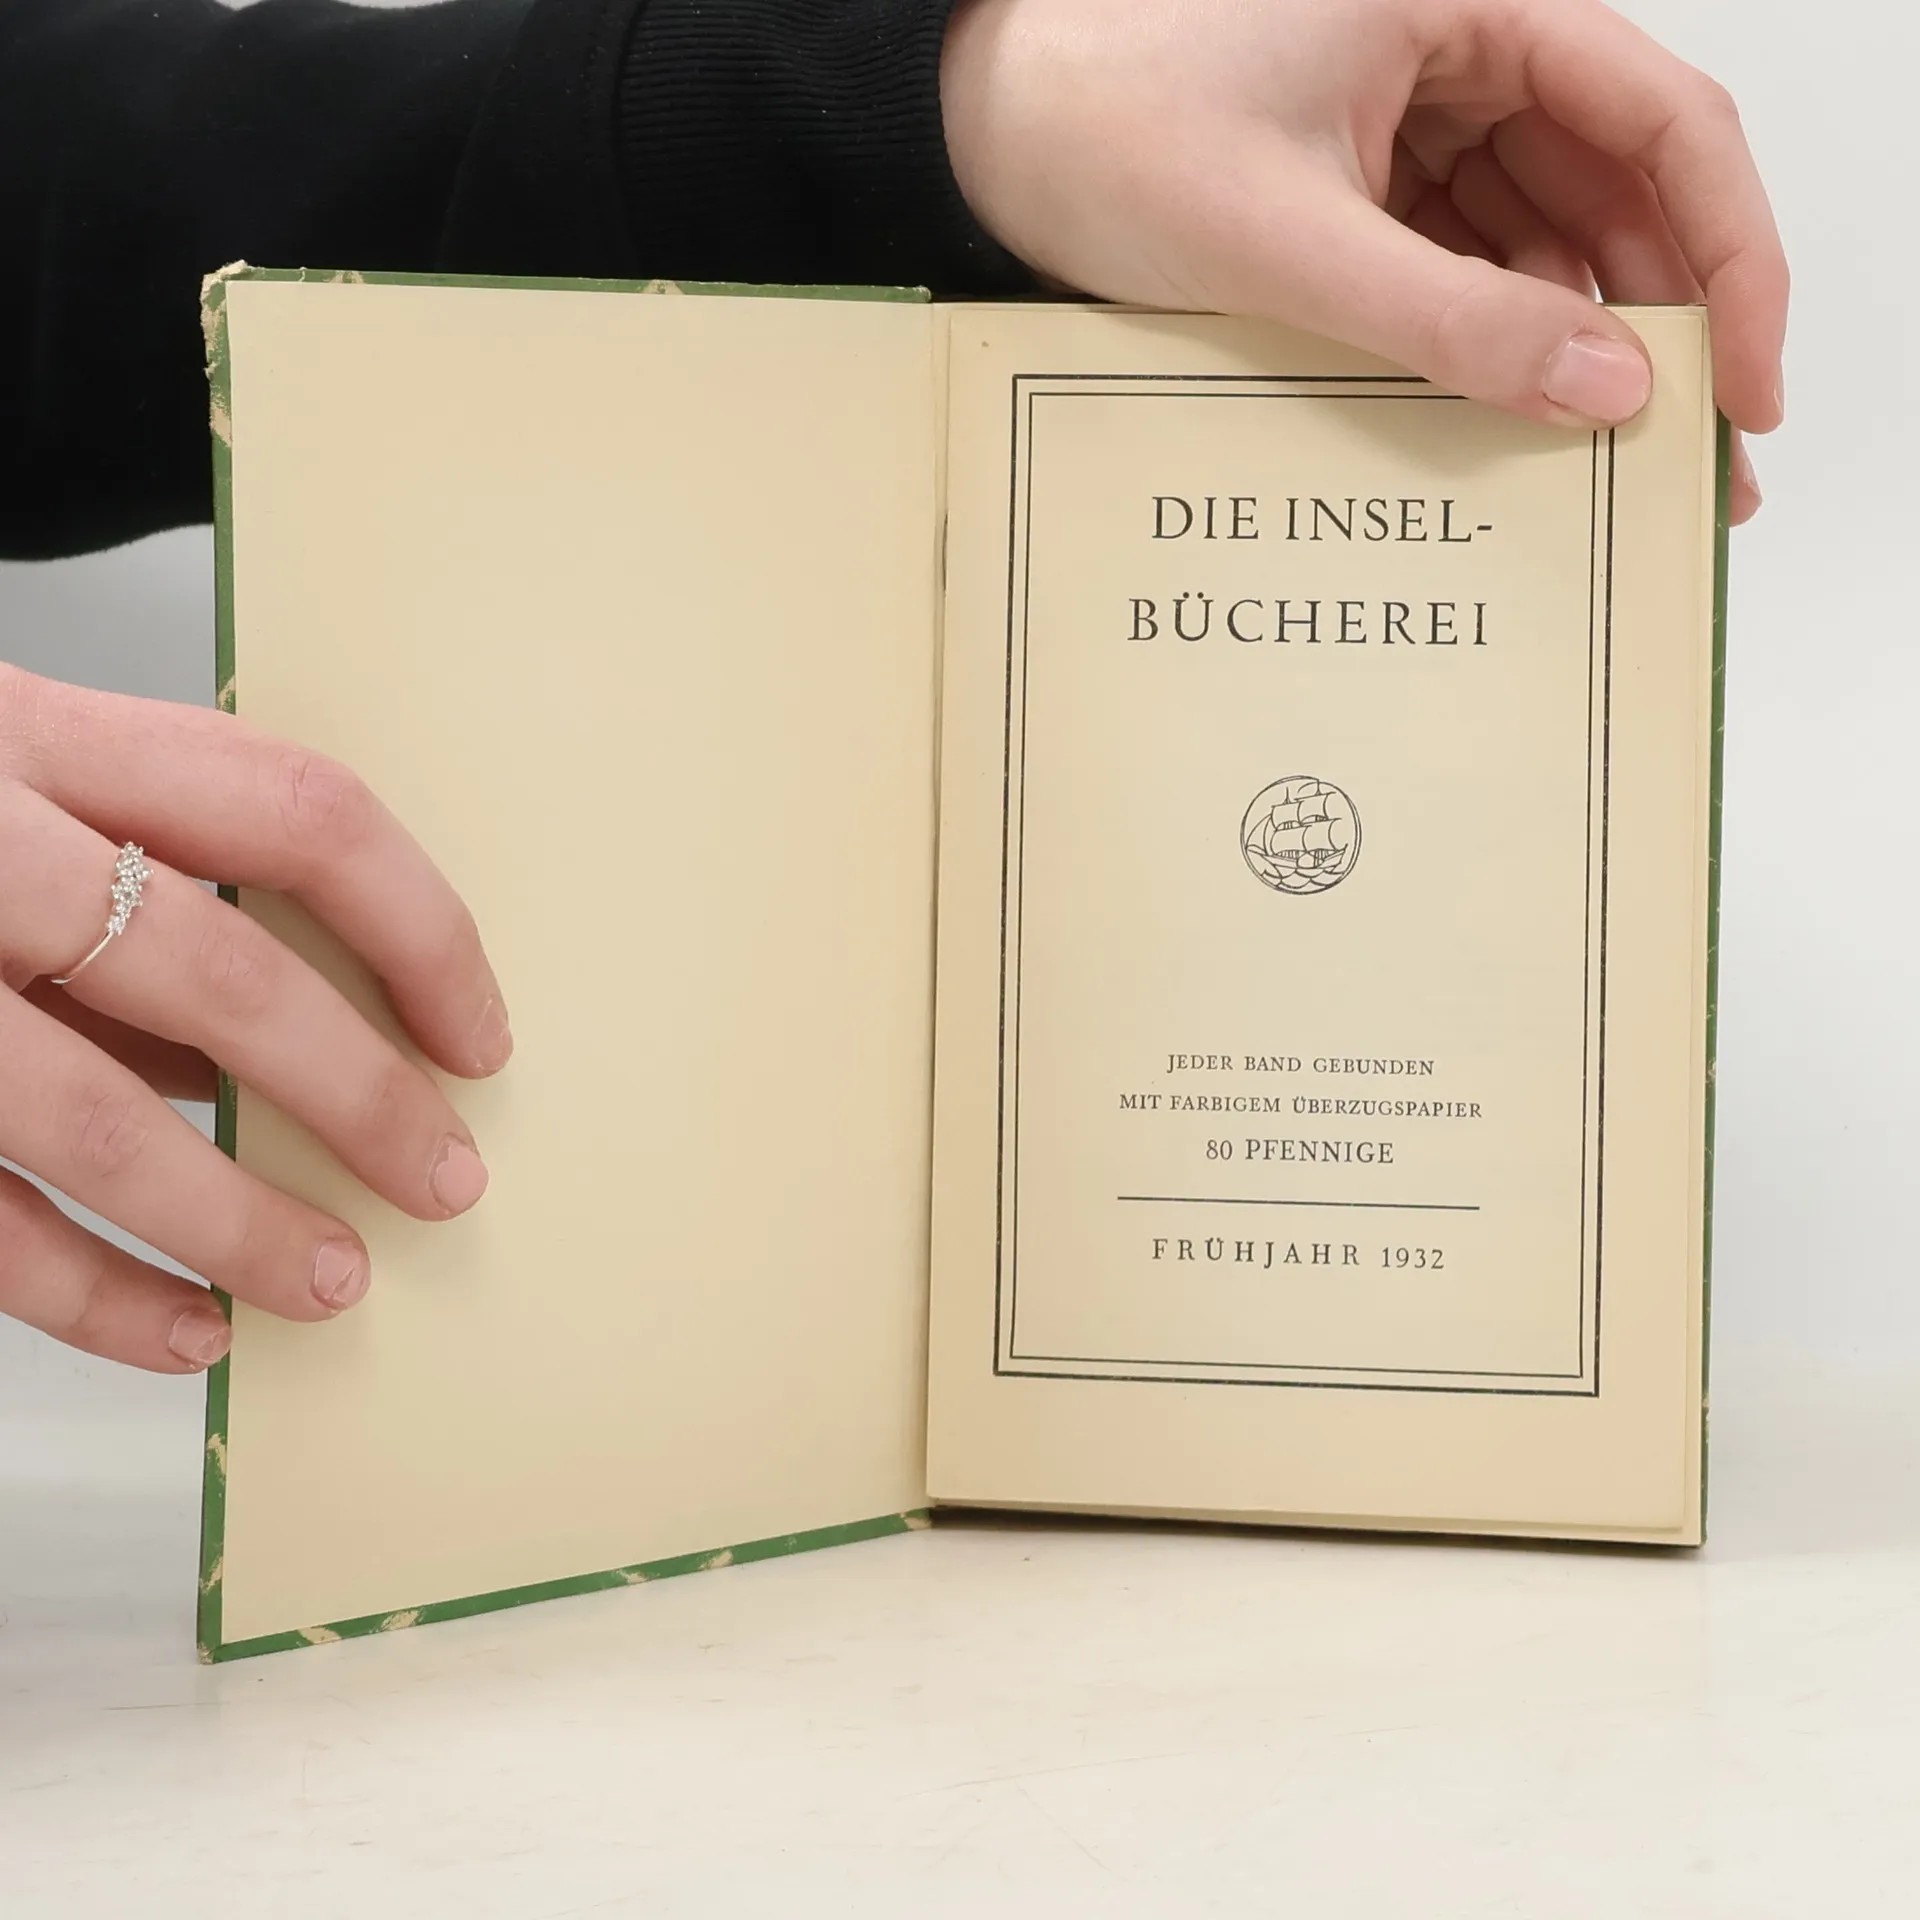 DIE INSEL-
BÜCHEREI
JEDER BAND GEBUNDEN
MIT FARBIGEM ÜBERZUGSPAPIER
80 PFENNIGE
FRÜHJAHR 1932